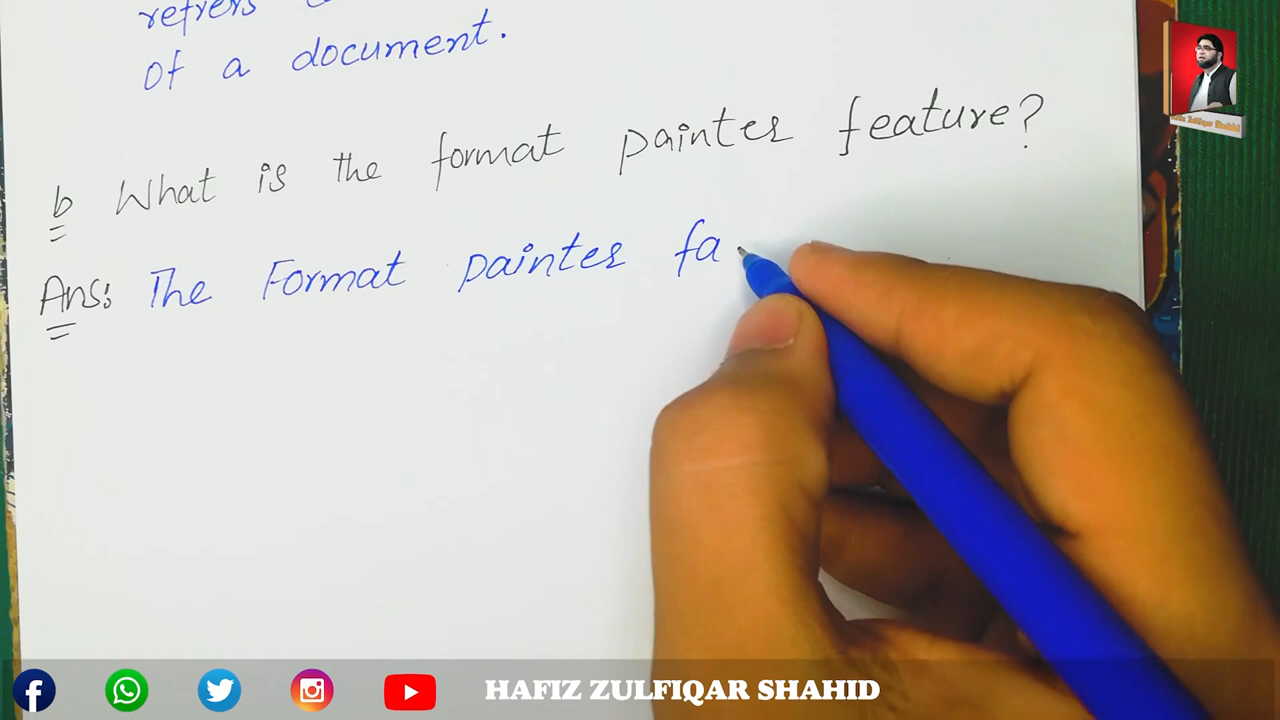 of a document.
b What is the format painter feature?
Ans: The Format painter fa
HAFIZ ZULFIQAR SHAHID